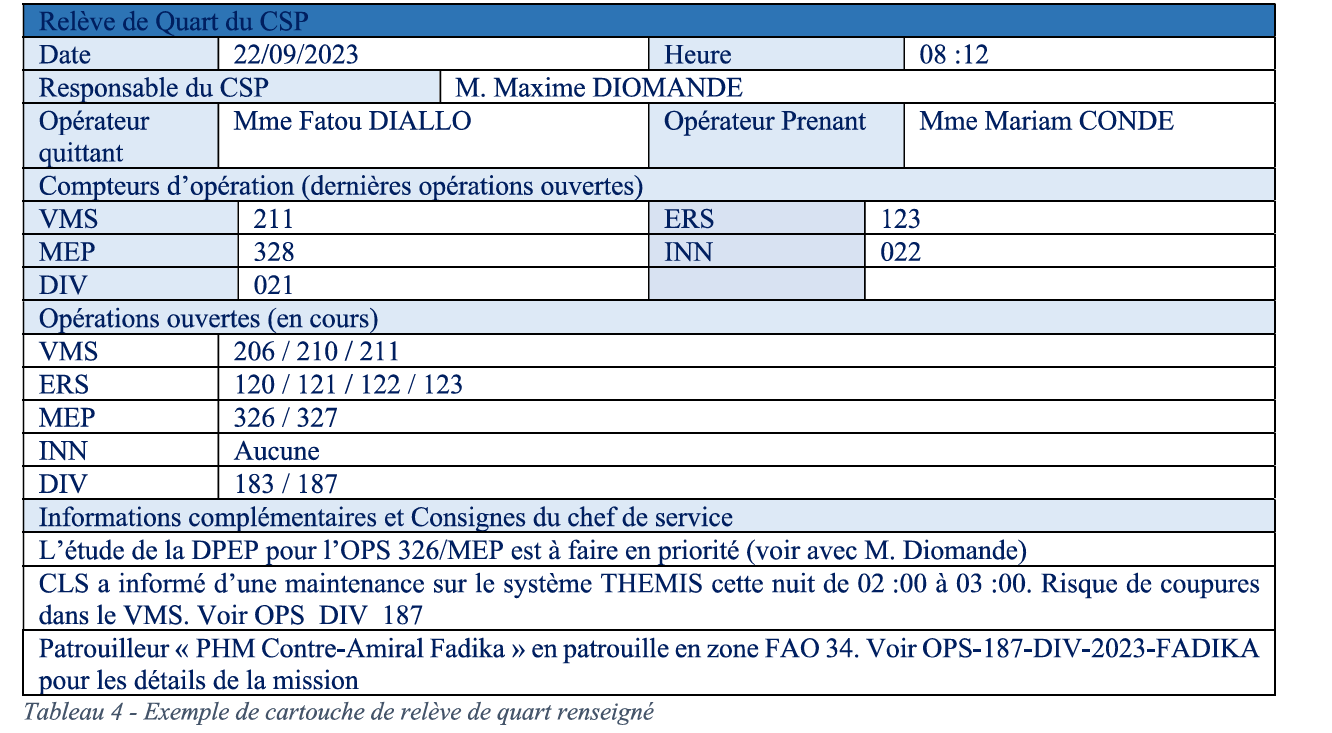 Relève de Quart du CSP
Date 22/09/2023 Heure 08 :12
Responsable du CSP M. Maxime DIOMANDE
Opérateur quittant Mme Fatou DIALLO Opérateur Prenant Mme Mariam CONDE
Compteurs d’opération (dernières opérations ouvertes)
VMS 211 ERS 123
MEP 328 INN 022
DIV 021
Opérations ouvertes (en cours)
VMS 206 / 210 / 211
ERS 120 / 121 / 122 / 123
MEP 326 / 327
INN Aucune
DIV 183 / 187
Informations complémentaires et Consignes du chef de service
L’étude de la DPEP pour l’OPS 326/MEP est à faire en priorité (voir avec M. Diomande)
CLS a informé d’une maintenance sur le système THEMIS cette nuit de 02 :00 à 03 :00. Risque de coupures
dans le VMS. Voir OPS DIV 187
Patrouilleur « PHM Contre-Amiral Fadika » en patrouille en zone FAO 34. Voir OPS-187-DIV-2023-FADIKA
pour les détails de la mission
Tableau 4 - Exemple de cartouche de relève de quart renseigné